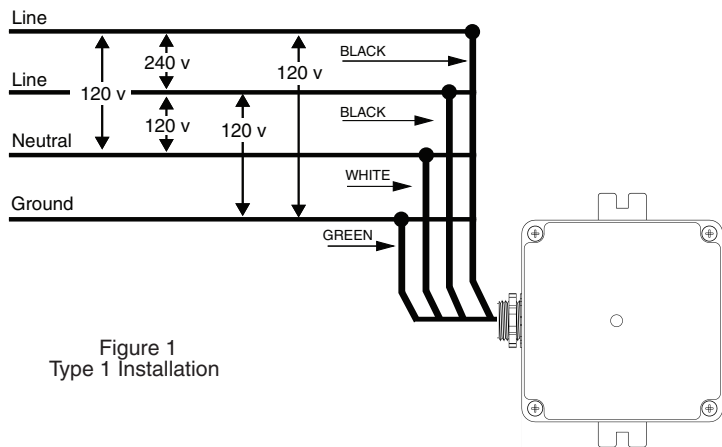 Line
BLACK
240 v
120 v
Line
120 v
BLACK
120 v
120 v
Neutral
WHITE
Ground
GREEN
Figure 1
Type 1 Installation